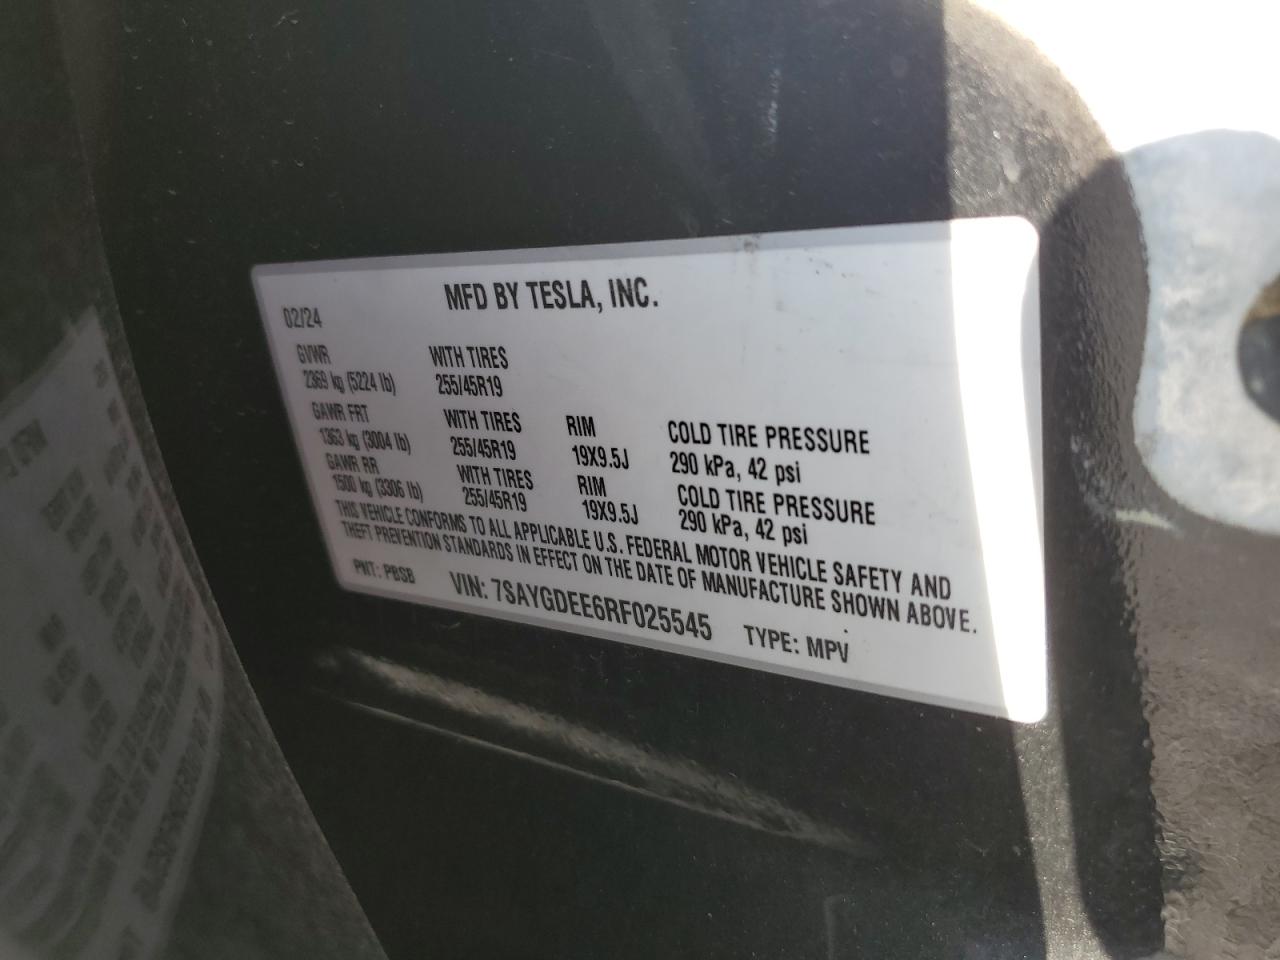 MFD BY TESLA, INC.
02/24
GVWR WITH TIRES
2369 kg (5224 lb) 255/45R19
GAWR FRT WITH TIRES RIM COLD TIRE PRESSURE
1363 kg (3004 lb) 255/45R19 19X9.5J 290 kPa, 42 psi
GAWR RR WITH TIRES RIM COLD TIRE PRESSURE
1500 kg (3306 lb) 255/45R19 19X9.5J 290 kPa, 42 psi
THIS VEHICLE CONFORMS TO ALL APPLICABLE U.S. FEDERAL MOTOR VEHICLE SAFETY AND
THEFT PREVENTION STANDARDS IN EFFECT ON THE DATE OF MANUFACTURE SHOWN ABOVE.
PNT: PBSB VIN: 7SAYGDEE6RF025545 TYPE: MPV